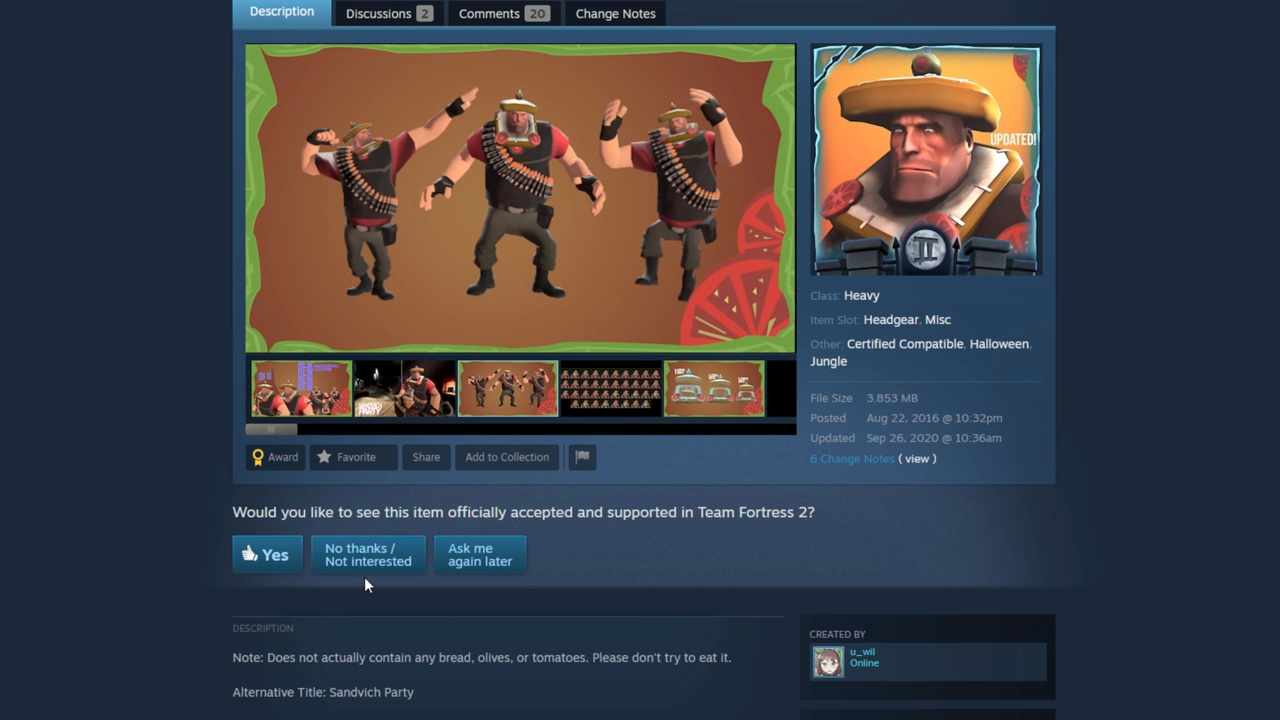 Description
Discussions 2
Comments 20
Change Notes
UPDATED!
II
Class: Heavy
Item Slot: Headgear, Misc
Other: Certified Compatible, Halloween,
Jungle
File Size 3.853 MB
Posted Aug 22, 2016 @ 10:32pm
Updated Sep 26, 2020 @ 10:36am
6 Change Notes ( view )
Award
Favorite
Share
Add to Collection
Would you like to see this item officially accepted and supported in Team Fortress 2?
Yes
No thanks /
Not interested
Ask me
again later
DESCRIPTION
Note: Does not actually contain any bread, olives, or tomatoes. Please don't try to eat it.
Alternative Title: Sandvich Party
CREATED BY
u_wil
Online